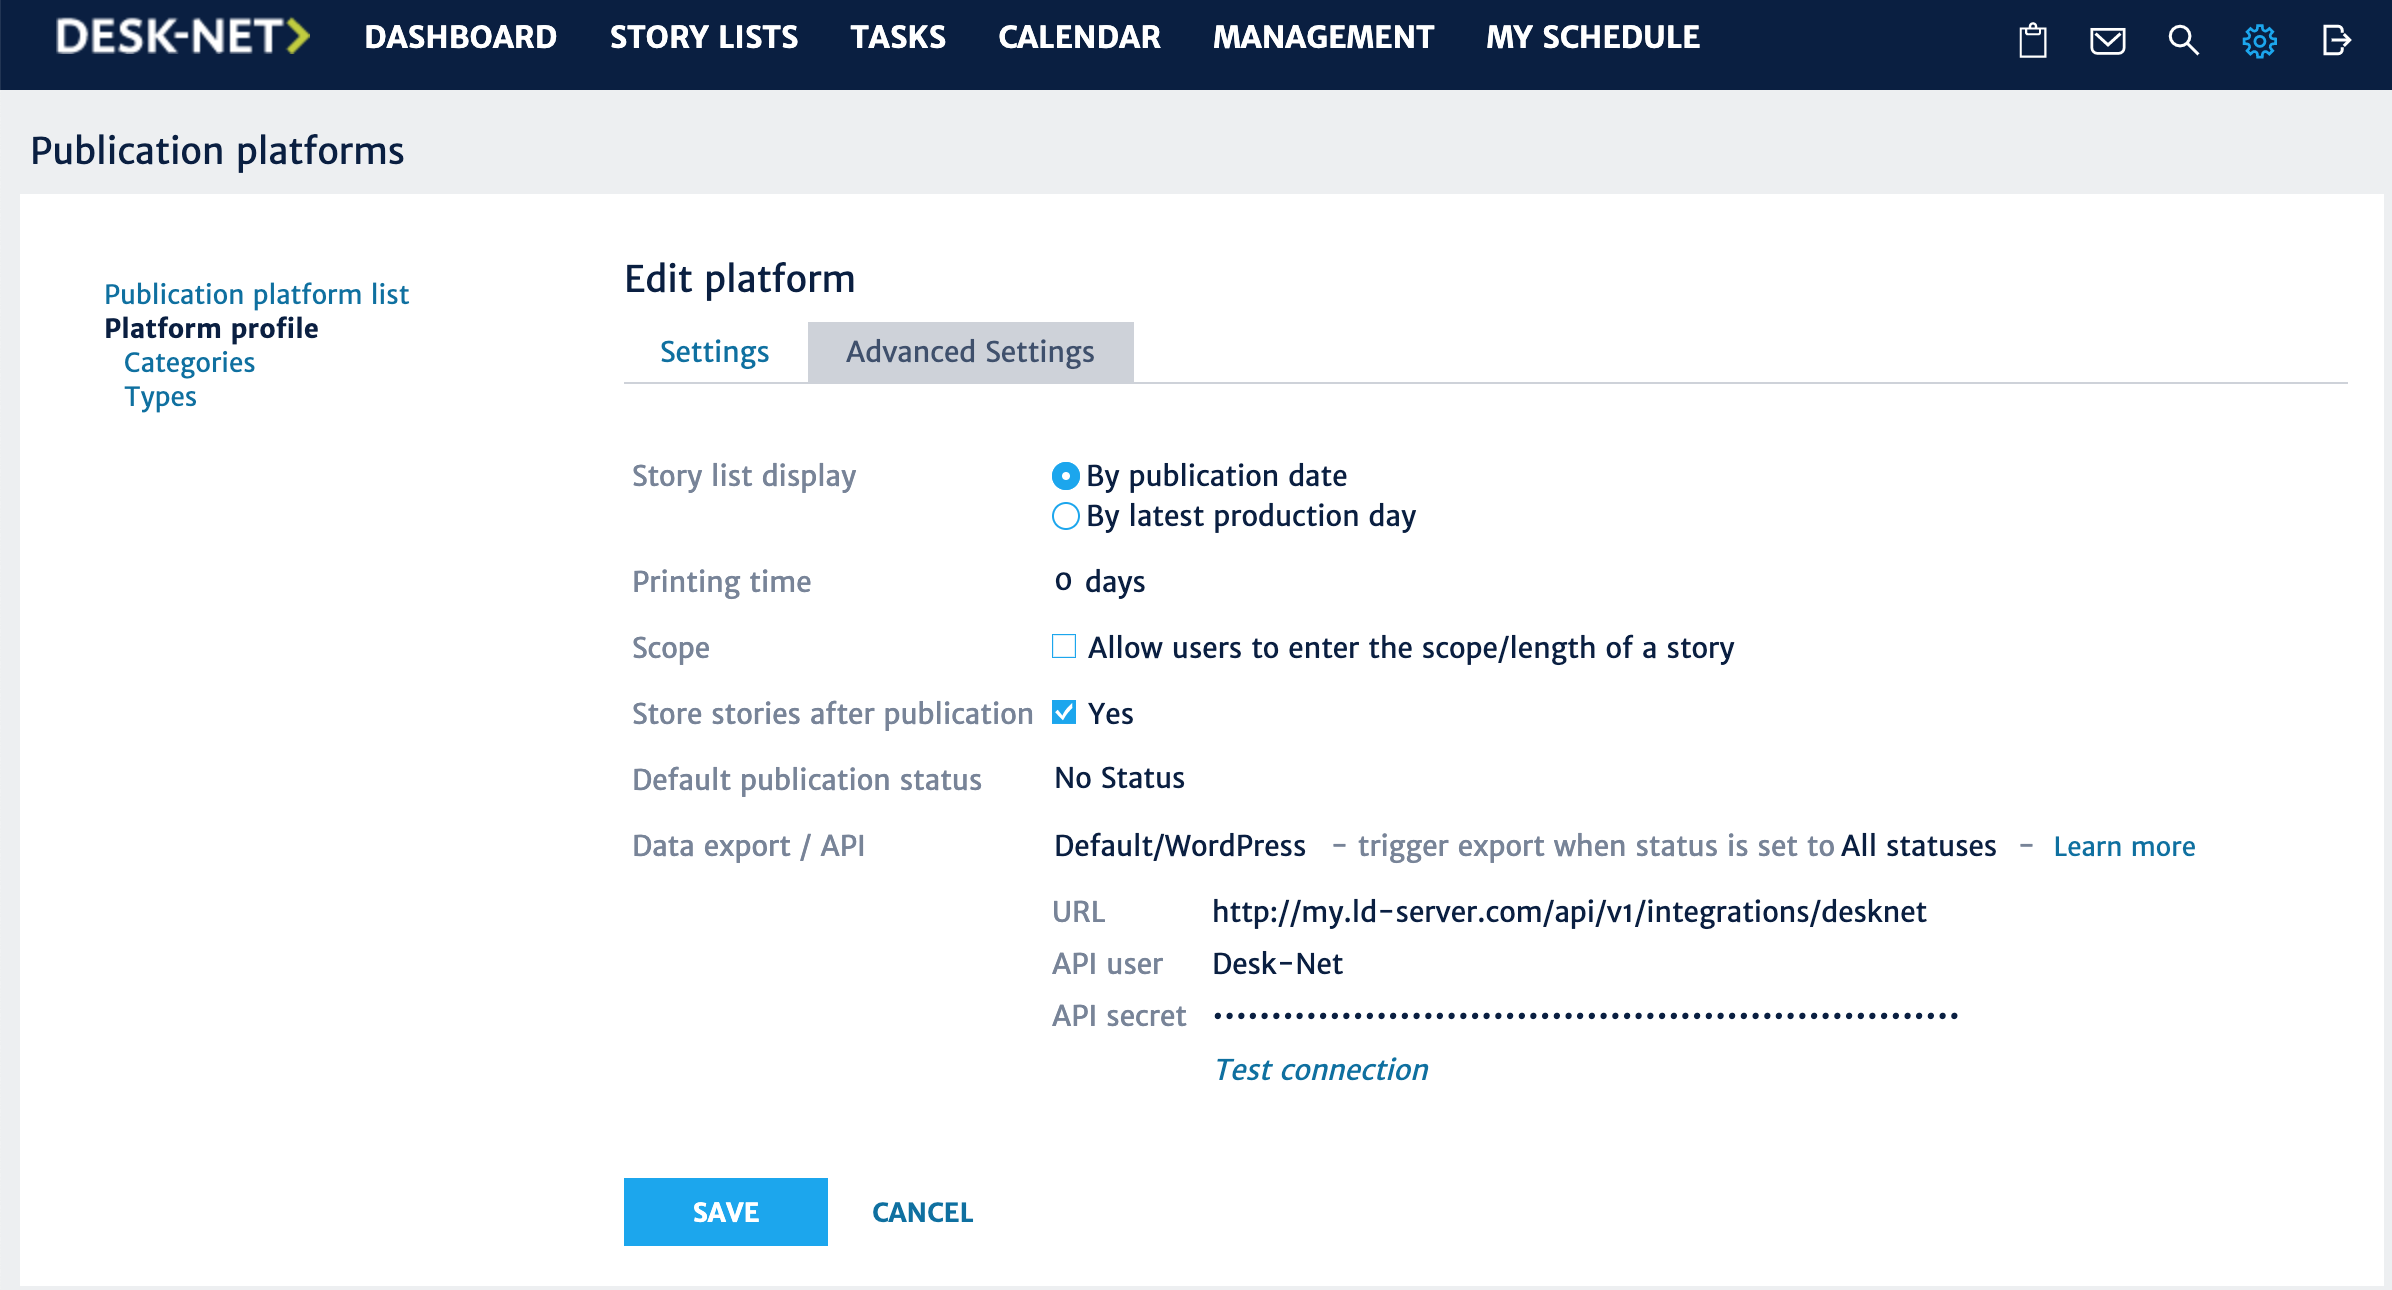 DESK-NET DASHBOARD STORY LISTS TASKS CALENDAR MANAGEMENT MY SCHEDULE
Publication platforms
Publication platform list
Platform profile
Categories
Types
Edit platform
Settings Advanced Settings
Story list display By publication date
By latest production day
Printing time 0 days
Scope Allow users to enter the scope/length of a story
Store stories after publication Yes
Default publication status No Status
Data export / API Default/WordPress - trigger export when status is set to All statuses - Learn more
URL http://my.ld-server.com/api/v1/integrations/desknet
API user Desk-Net
API secret
Test connection
SAVE CANCEL